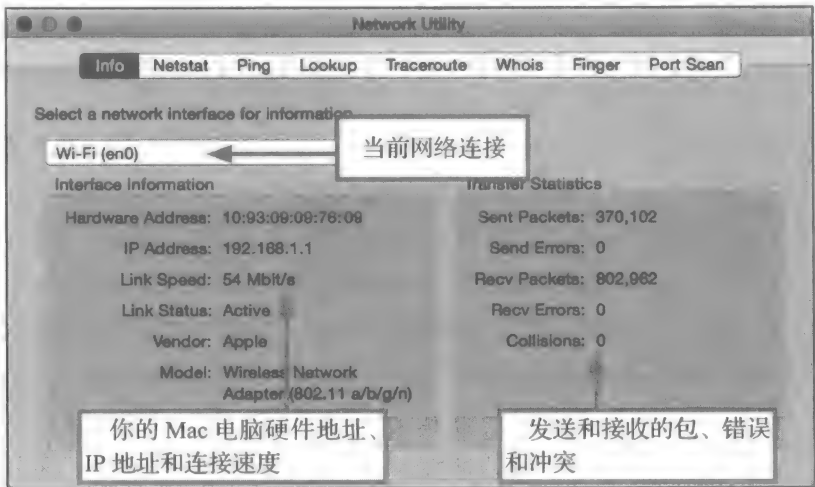 Network Utility
Info Netstat Ping Lookup Traceroute Whois Finger Port Scan
Select a network interface for information
Wi-Fi (en0)
当前网络连接
Interface Information
Hardware Address: 10:93:09:09:76:09
IP Address: 192.168.1.1
Link Speed: 54 Mbit/s
Link Status: Active
Vendor: Apple
Model: Wireless Network
Adapter (802.11 a/b/g/n)
Transfer Statistics
Sent Packets: 370,102
Send Errors: 0
Recv Packets: 802,962
Recv Errors: 0
Collisions: 0
你的 Mac 电脑硬件地址、
IP 地址和连接速度
发送和接收的包、错误
和冲突